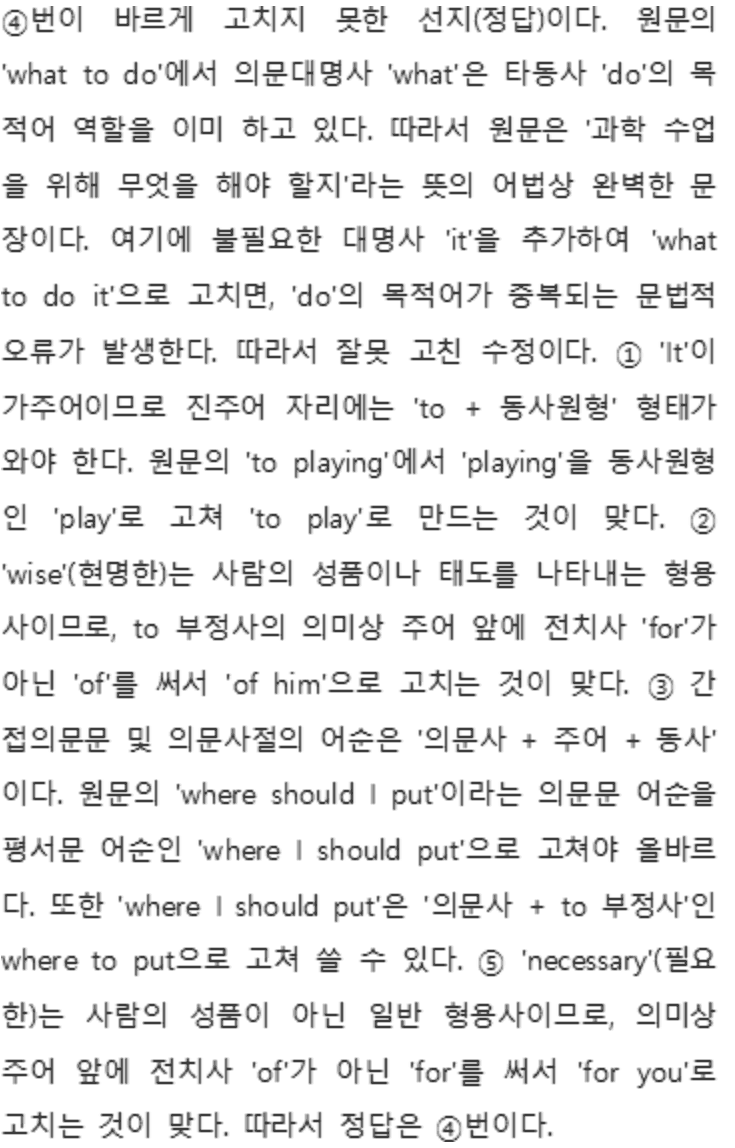 ④번이 바르게 고치지 못한 선지(정답)이다. 원문의
'what to do'에서 의문대명사 'what'은 타동사 'do'의 목
적어 역할을 이미 하고 있다. 따라서 원문은 '과학 수업
을 위해 무엇을 해야 할지'라는 뜻의 어법상 완벽한 문
장이다. 여기에 불필요한 대명사 'it'을 추가하여 'what
to do it'으로 고치면, 'do'의 목적어가 중복되는 문법적
오류가 발생한다. 따라서 잘못 고친 수정이다. ① 'It'이
가주어이므로 진주어 자리에는 'to + 동사원형' 형태가
와야 한다. 원문의 'to playing'에서 'playing'을 동사원형
인 'play'로 고쳐 'to play'로 만드는 것이 맞다. ②
'wise'(현명한)는 사람의 성품이나 태도를 나타내는 형용
사이므로, to 부정사의 의미상 주어 앞에 전치사 'for'가
아닌 'of'를 써서 'of him'으로 고치는 것이 맞다. ③ 간
접의문문 및 의문사절의 어순은 '의문사 + 주어 + 동사'
이다. 원문의 'where should I put'이라는 의문문 어순을
평서문 어순인 'where I should put'으로 고쳐야 올바르
다. 또한 'where I should put'은 '의문사 + to 부정사'인
where to put으로 고쳐 쓸 수 있다. ⑤ 'necessary'(필요
한)는 사람의 성품이 아닌 일반 형용사이므로, 의미상
주어 앞에 전치사 'of'가 아닌 'for'를 써서 'for you'로
고치는 것이 맞다. 따라서 정답은 ④번이다.